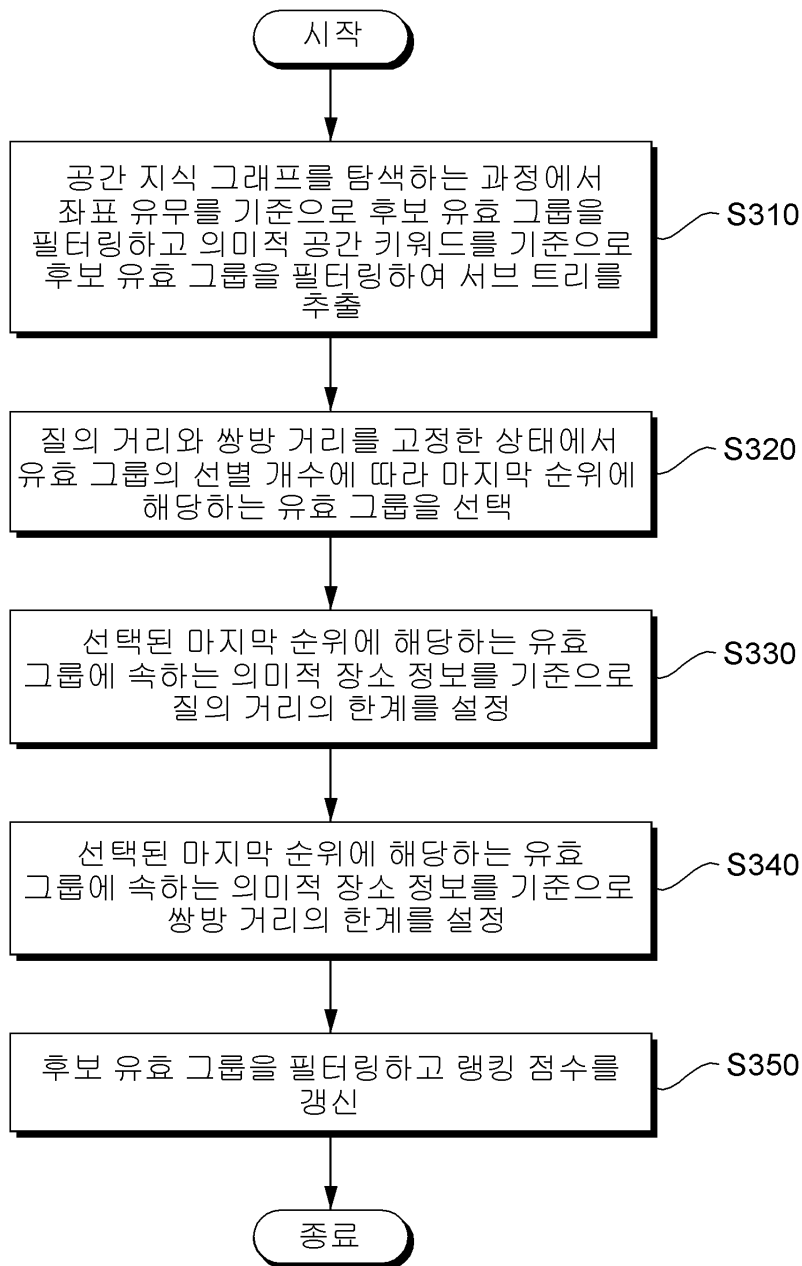 시작
공간 지식 그래프를 탐색하는 과정에서
좌표 유무를 기준으로 후보 유효 그룹을
필터링하고 의미적 공간 키워드를 기준으로
후보 유효 그룹을 필터링하여 서브 트리를
추출
S310
질의 거리와 쌍방 거리를 고정한 상태에서
유효 그룹의 선별 개수에 따라 마지막 순위에
해당하는 유효 그룹을 선택
S320
선택된 마지막 순위에 해당하는 유효
그룹에 속하는 의미적 장소 정보를 기준으로
질의 거리의 한계를 설정
S330
선택된 마지막 순위에 해당하는 유효
그룹에 속하는 의미적 장소 정보를 기준으로
쌍방 거리의 한계를 설정
S340
후보 유효 그룹을 필터링하고 랭킹 점수를
갱신
S350
종료